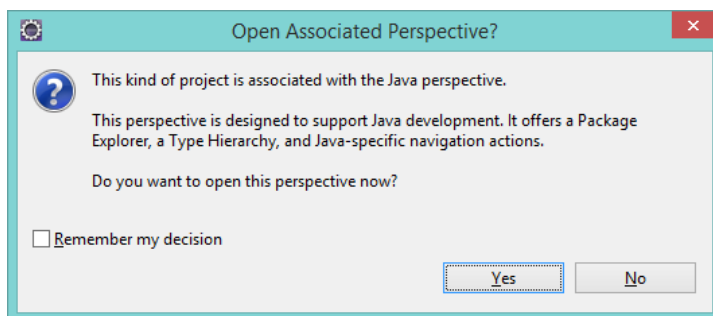 Open Associated Perspective?
This kind of project is associated with the Java perspective.
This perspective is designed to support Java development. It offers a Package
Explorer, a Type Hierarchy, and Java-specific navigation actions.
Do you want to open this perspective now?
Remember my decision
Yes No